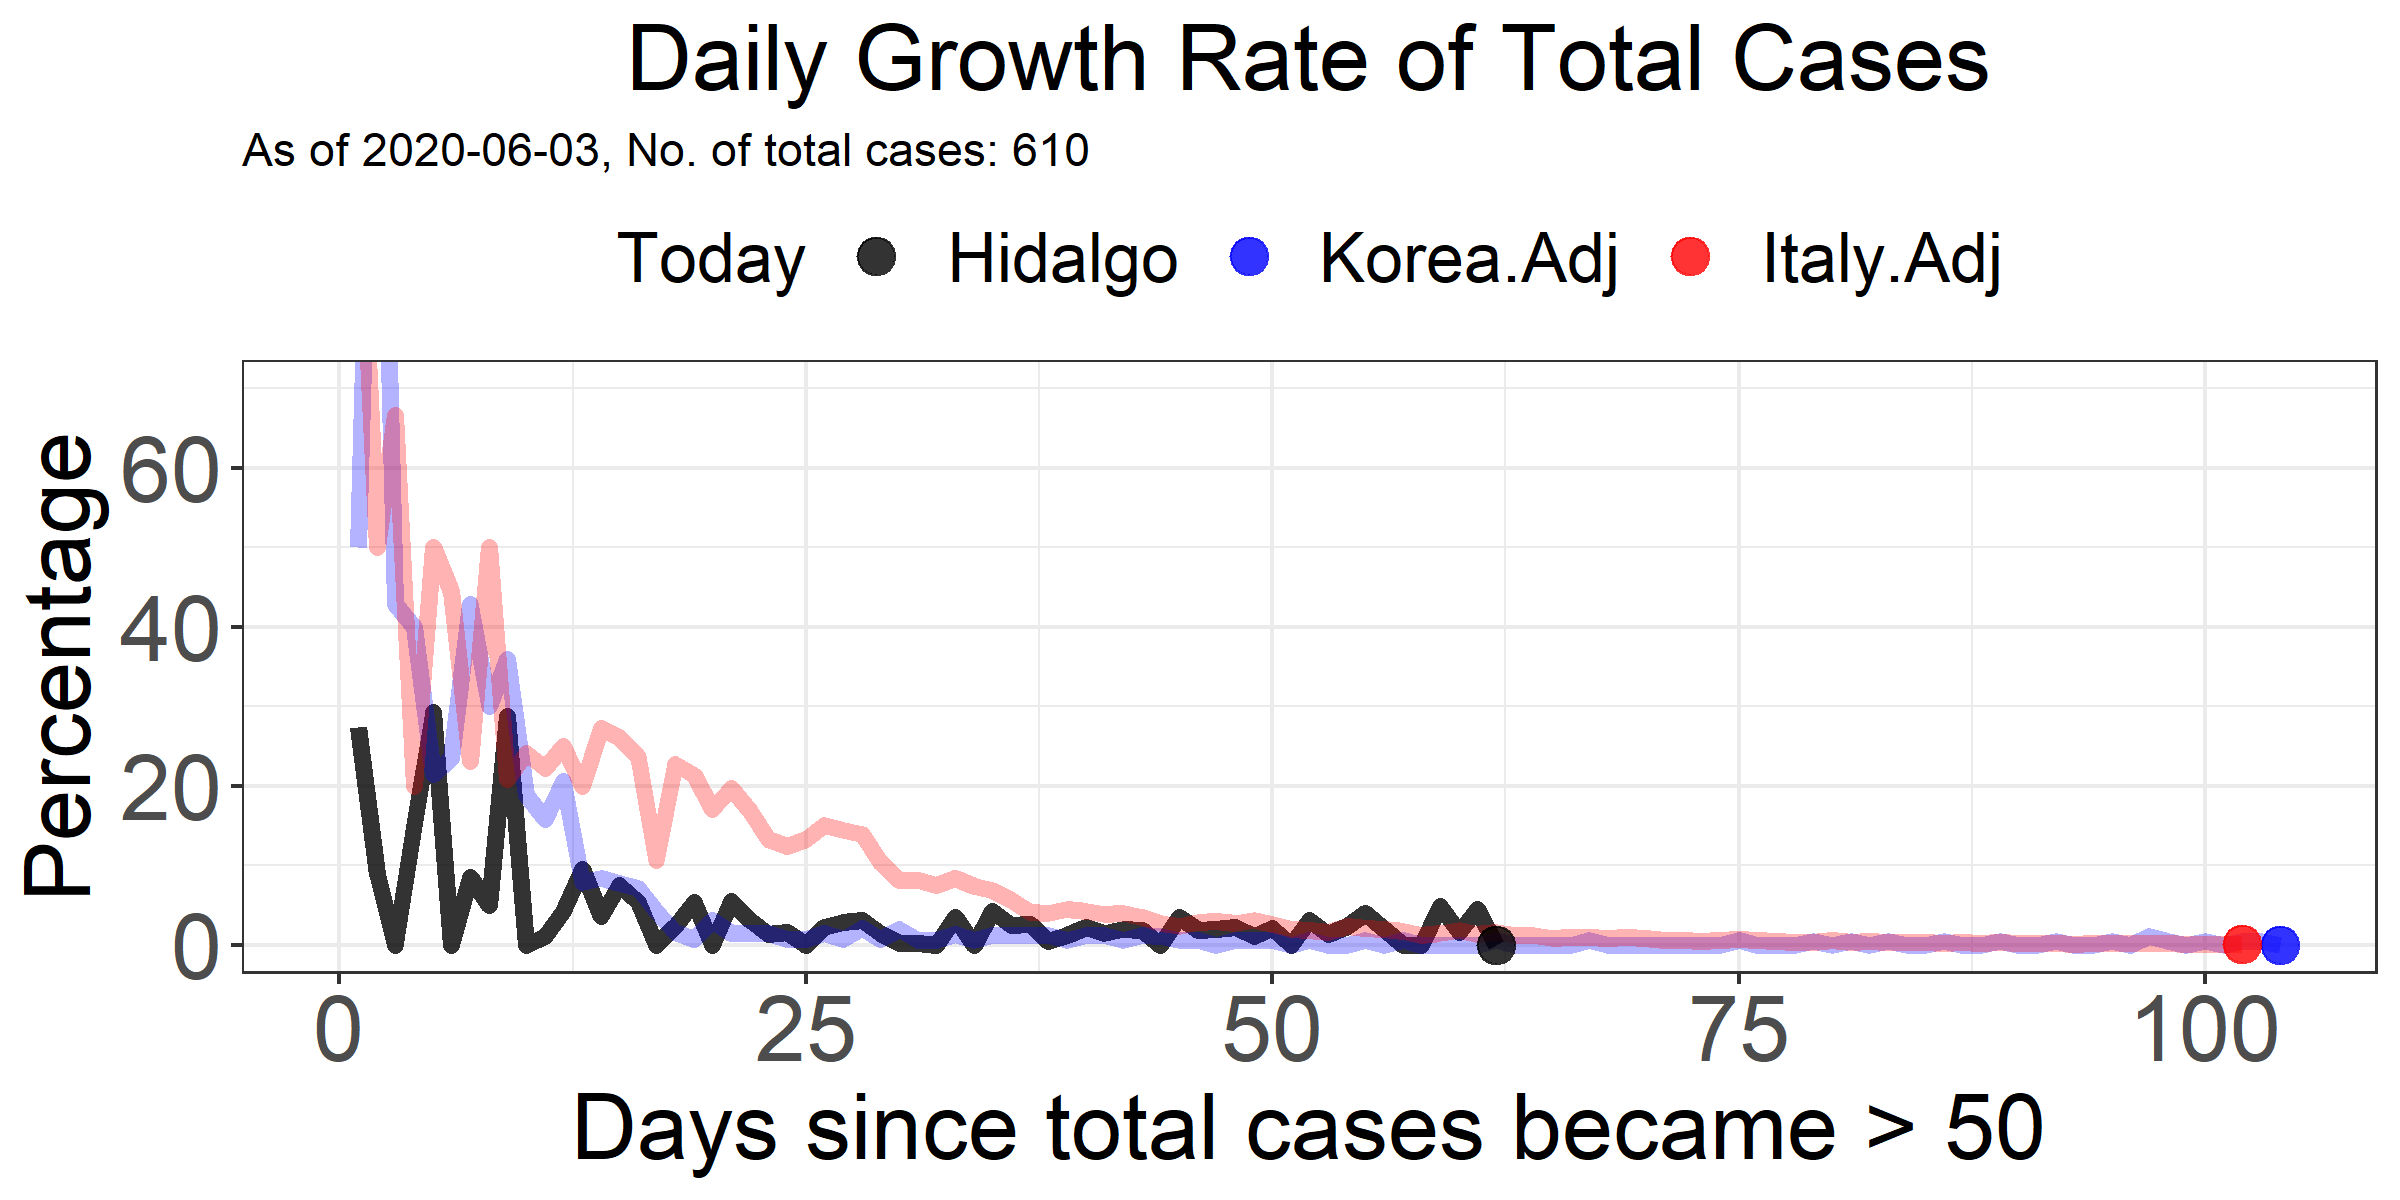 Daily Growth Rate of Total Cases
As of 2020-06-03, No. of total cases: 610
Today Hidalgo Korea.Adj Italy.Adj
Percentage
60
40
20
0
0 25 50 75 100
Days since total cases became > 50